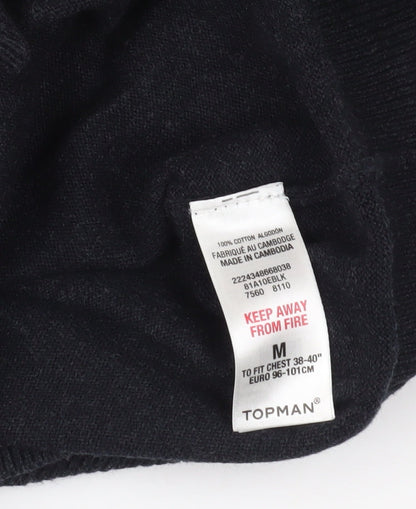 100% COTTON ALGODÓN
FABRIQUÉ AU CAMBODGE
MADE IN CAMBODIA
2224348668038
81A10EBLK
7560 8110
KEEP AWAY
FROM FIRE
M
TO FIT CHEST 38-40"
EURO 96-101CM
TOPMAN®